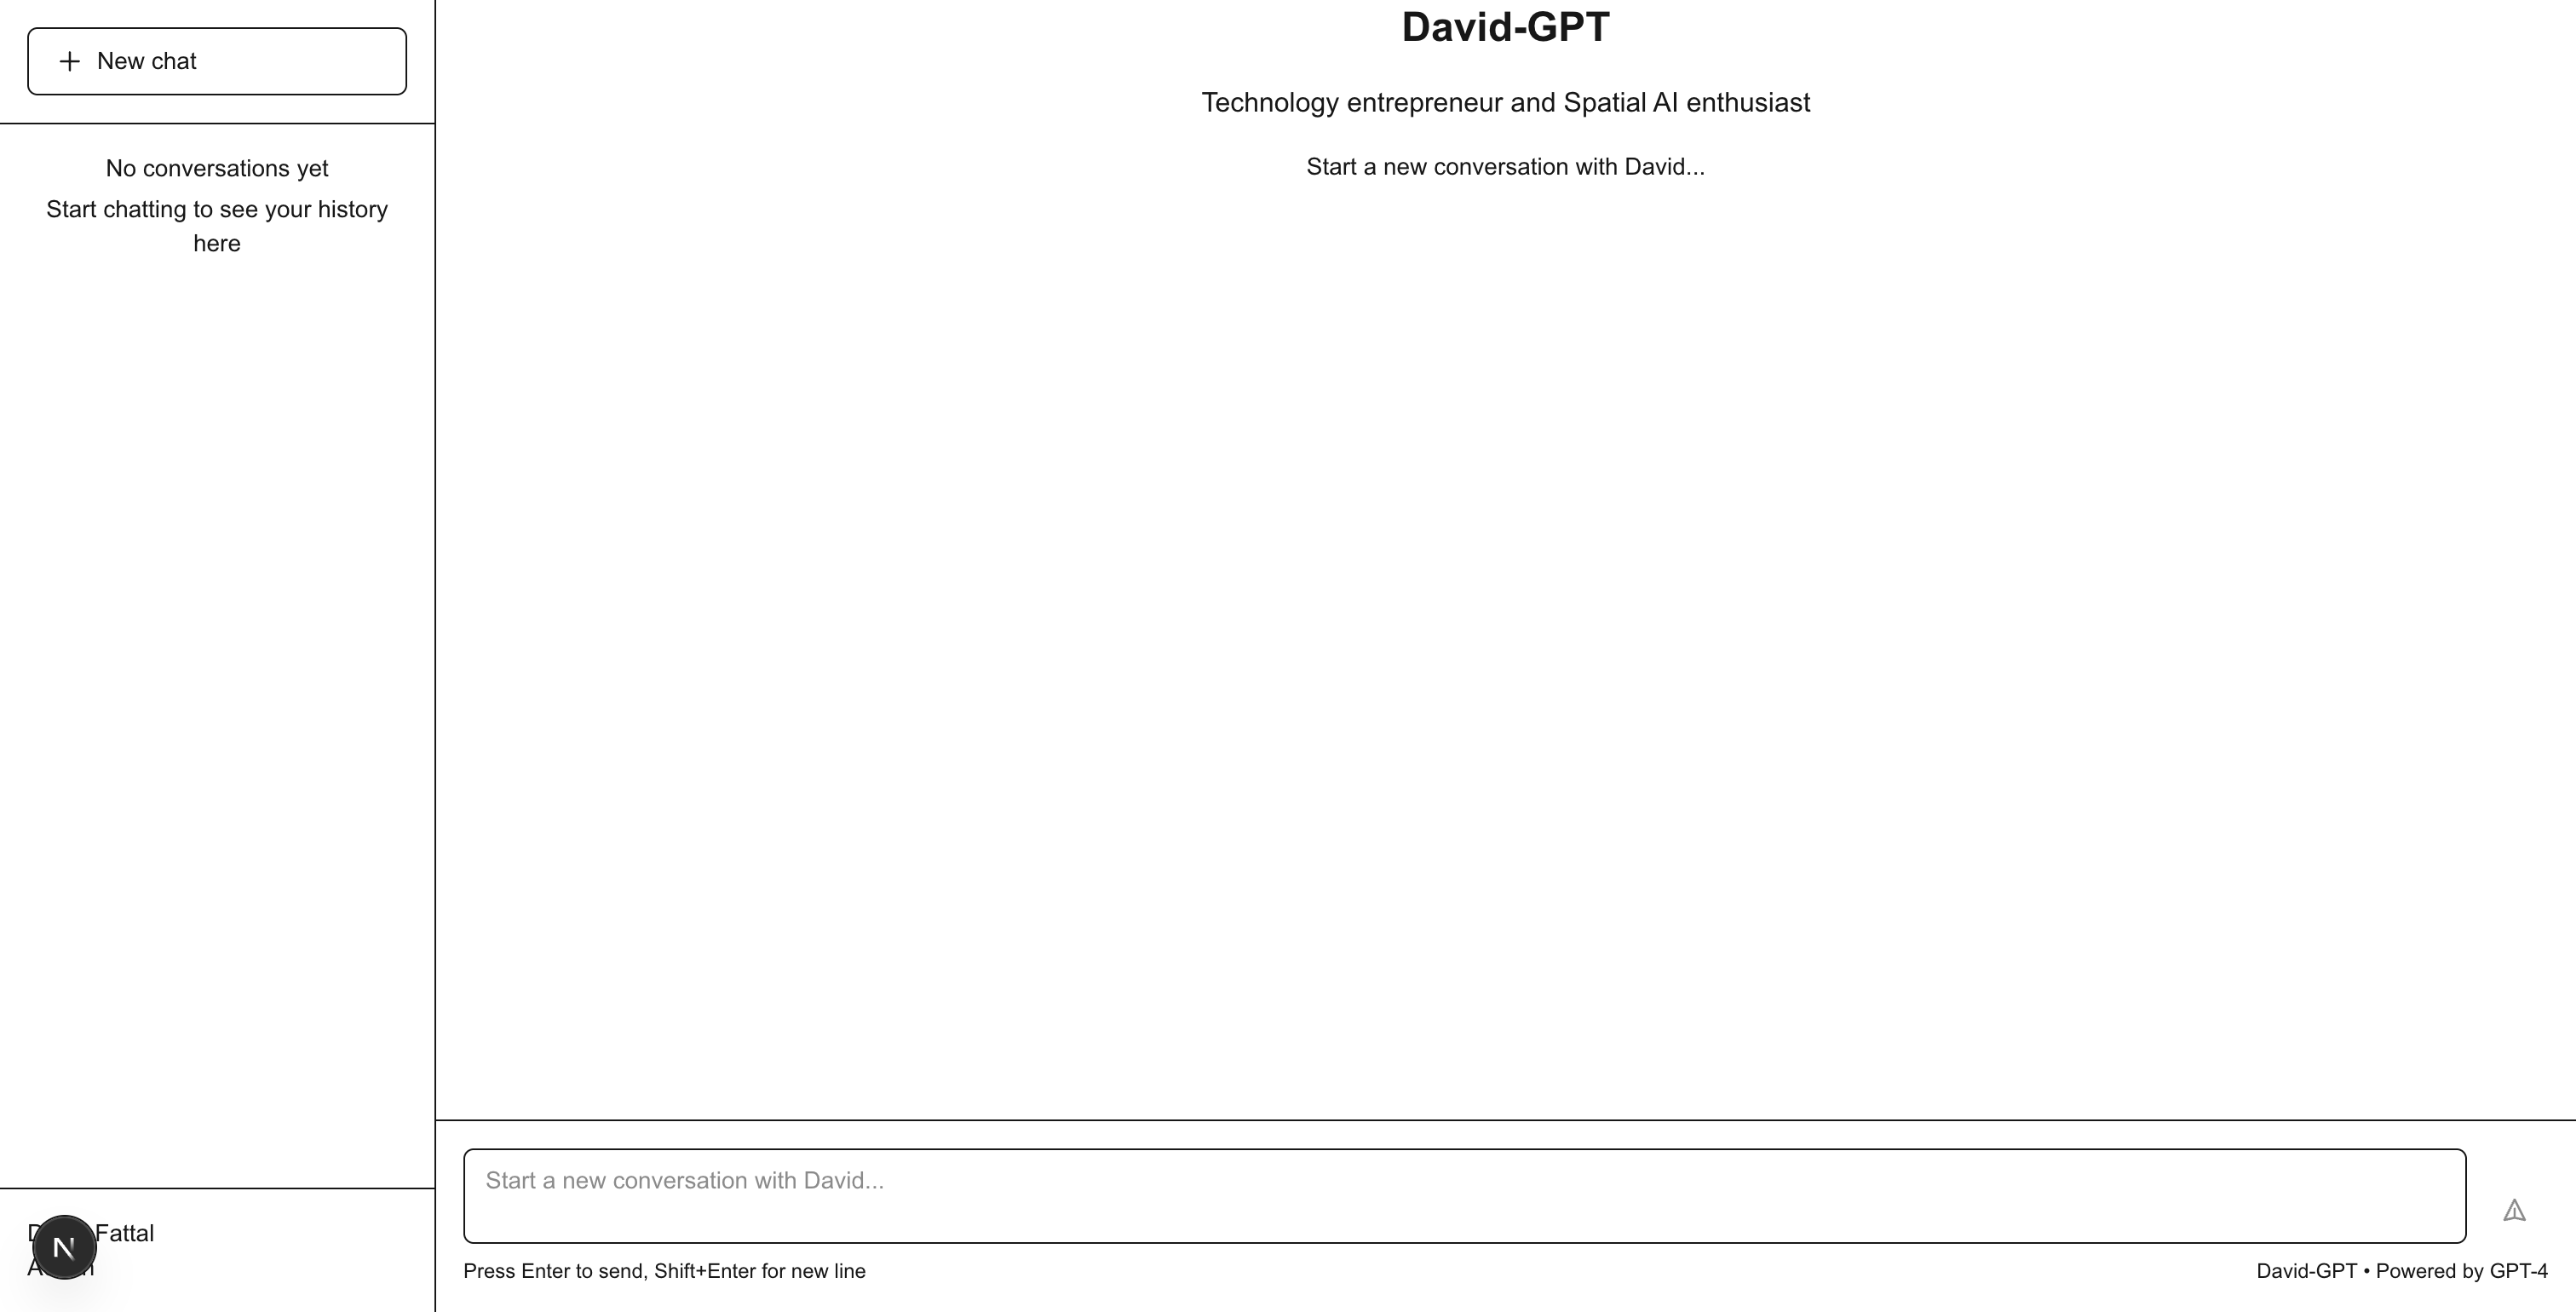 New chat
No conversations yet
Start chatting to see your history
here
Fattal
N
David-GPT
Technology entrepreneur and Spatial AI enthusiast
Start a new conversation with David...
Start a new conversation with David...
Press Enter to send, Shift+Enter for new line
David-GPT • Powered by GPT-4